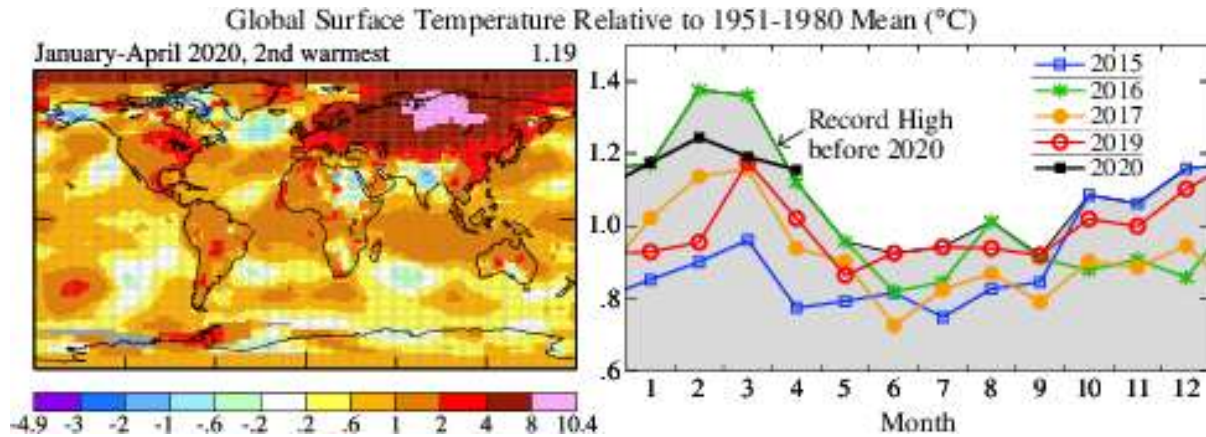 Global Surface Temperature Relative to 1951-1980 Mean (°C)
January-April 2020, 2nd warmest 1.19
-4.9 -3 -2 -1 -.6 -.2 .2 .6 1 2 4 8 10.4
1.4
1.2
1.0
.8
.6
2015
2016
2017
2019
2020
Record High
before 2020
1 2 3 4 5 6 7 8 9 10 11 12
Month